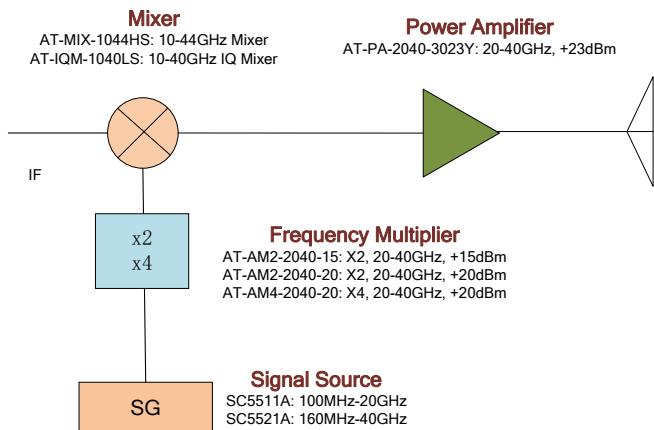 Mixer
AT-MIX-1044HS: 10-44GHz Mixer
AT-IQM-1040LS: 10-40GHz IQ Mixer
Power Amplifier
AT-PA-2040-3023Y: 20-40GHz, +23dBm
IF
x2
x4
Frequency Multiplier
AT-AM2-2040-15: X2, 20-40GHz, +15dBm
AT-AM2-2040-20: X2, 20-40GHz, +20dBm
AT-AM4-2040-20: X4, 20-40GHz, +20dBm
SG
Signal Source
SC5511A: 100MHz-20GHz
SC5521A: 160MHz-40GHz